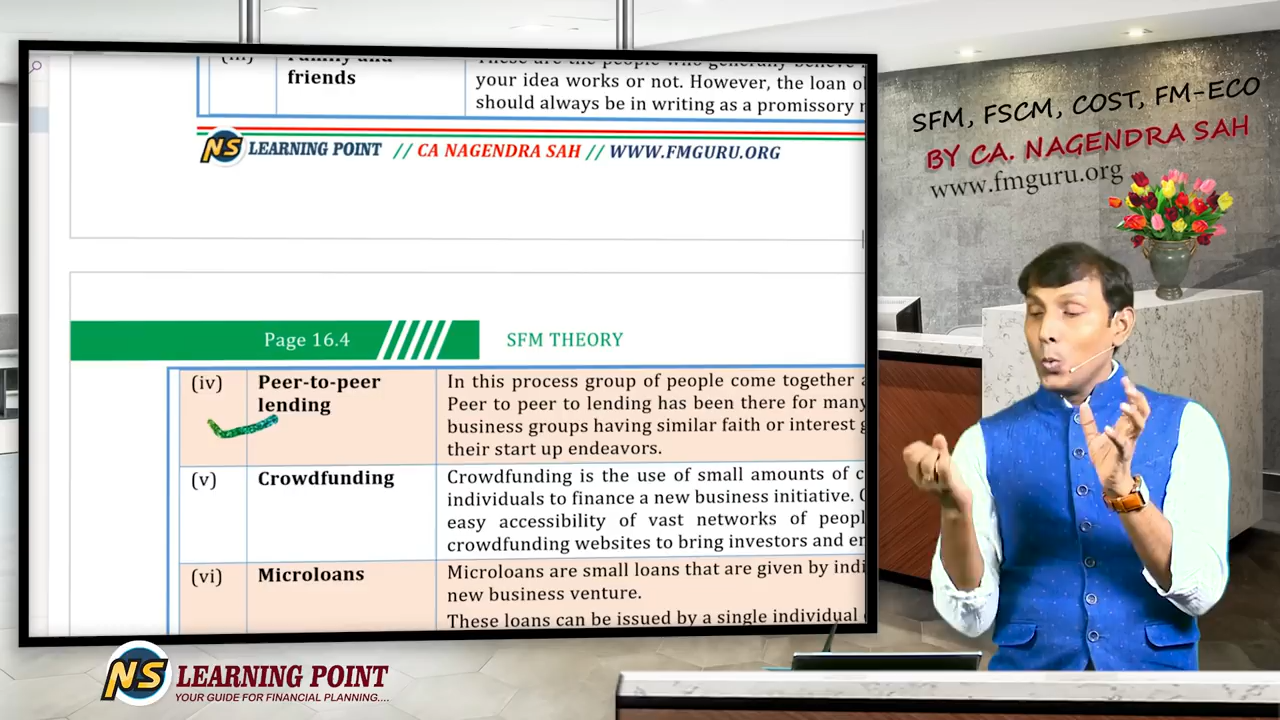 friends
your idea works or not. However, the loan
should always be in writing as a promissory
NS LEARNING POINT // CA NAGENDRA SAH // WWW.FMGURU.ORG
Page 16.4
SFM THEORY
(iv) Peer-to-peer lending
In this process group of people come together
Peer to peer to lending has been there for many
business groups having similar faith or interest
their start up endeavors.
(v) Crowdfunding
Crowdfunding is the use of small amounts of
individuals to finance a new business initiative.
easy accessibility of vast networks of
crowdfunding websites to bring investors and
(vi) Microloans
Microloans are small loans that are given by
new business venture.
These loans can be issued by a single individual
SFM, FSCM, COST, FM-ECO
BY CA. NAGENDRA SAH
www.fmguru.org
NS LEARNING POINT
YOUR GUIDE FOR FINANCIAL PLANNING....